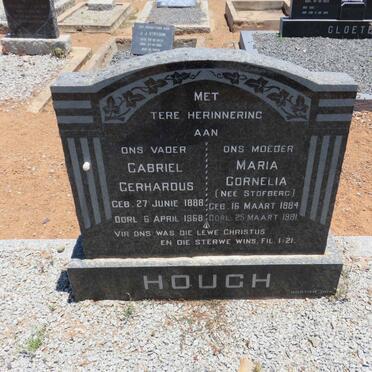 MET
TERE HERINNERING
AAN
ONS VADER
GABRIEL
GERHARDUS
GEB. 27 JUNIE 1888
OORL. 6 APRIL 1968
ONS MOEDER
MARIA
CORNELIA
(NEE STOFBERG)
GEB. 16 MAART 1884
OORL. 25 MAART 1981
VIR ONS WAS DIE LEWE CHRISTUS
EN DIE STERWE WINS. FIL. 1:21.
HOUGH
CLOETE